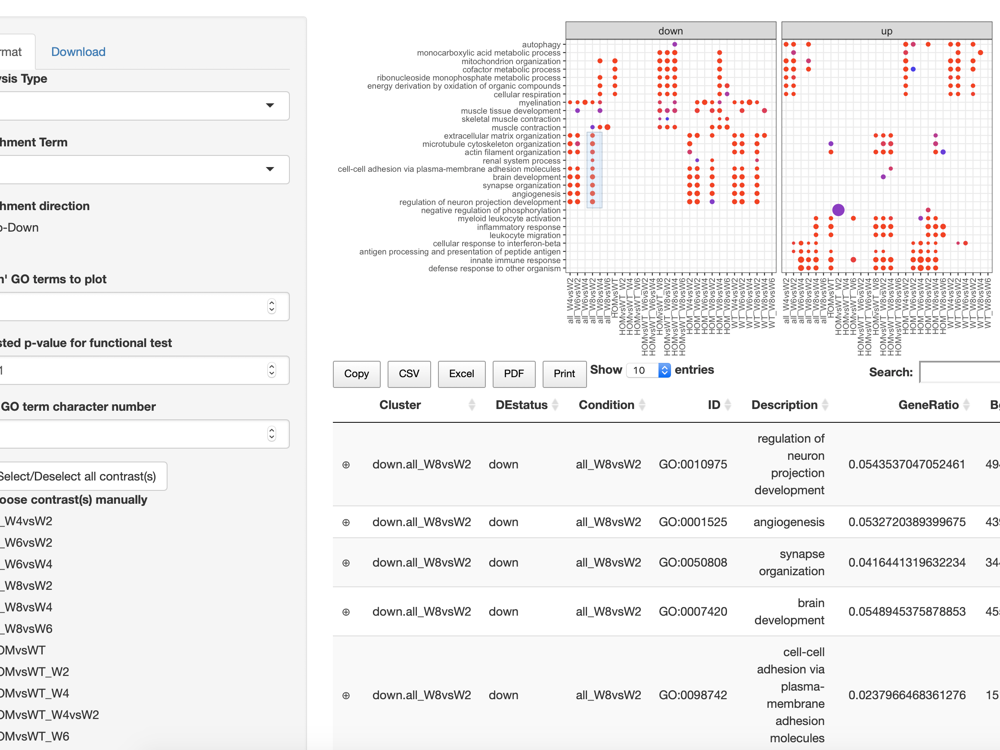 Download
down
up
autophagy
monocarboxylic acid metabolic process
mitochondrion organization
cofactor metabolic process
ribonucleoside monophosphate metabolic process
energy derivation by oxidation of organic compounds
cellular respiration
myelination
muscle tissue development
skeletal muscle contraction
muscle contraction
extracellular matrix organization
microtubule cytoskeleton organization
actin filament organization
renal system process
cell-cell adhesion via plasma-membrane adhesion molecules
brain development
synapse organization
angiogenesis
regulation of neuron projection development
negative regulation of phosphorylation
myeloid leukocyte activation
inflammatory response
leukocyte migration
cellular response to interferon-beta
antigen processing and presentation of peptide antigen
innate immune response
defense response to other organism
all_W4vsW2
all_W6vsW2
all_W6vsW4
all_W8vsW2
all_W8vsW4
all_W8vsW6
HOMvsWT
HOMvsWT_W2
HOMvsWT_W4
HOMvsWT_W6
HOMvsWT_W6vsW2
HOMvsWT_W6vsW4
HOMvsWT_W8
HOMvsWT_W8vsW2
HOMvsWT_W8vsW4
HOMvsWT_W8vsW6
HOM_W4vsW2
HOM_W6vsW2
HOM_W6vsW4
HOM_W8vsW2
HOM_W8vsW4
HOM_W8vsW6
WT_W4vsW2
WT_W6vsW2
WT_W6vsW4
WT_W8vsW2
WT_W8vsW4
WT_W8vsW6
all_W4vsW2
all_W6vsW2
all_W6vsW4
all_W8vsW2
all_W8vsW4
all_W8vsW6
HOMvsWT
HOMvsWT_W2
HOMvsWT_W4
HOMvsWT_W6
HOMvsWT_W6vsW2
HOMvsWT_W6vsW4
HOMvsWT_W8
HOMvsWT_W8vsW2
HOMvsWT_W8vsW4
HOMvsWT_W8vsW6
HOM_W4vsW2
HOM_W6vsW2
HOM_W6vsW4
HOM_W8vsW2
HOM_W8vsW4
HOM_W8vsW6
WT_W4vsW2
WT_W6vsW2
WT_W6vsW4
WT_W8vsW2
WT_W8vsW4
WT_W8vsW6
rmat
sis Type
hment Term
hment direction
o-Down
n' GO terms to plot
sted p-value for functional test
1
GO term character number
Select/Deselect all contrast(s)
oose contrast(s) manually
_W4vsW2
_W6vsW2
_W6vsW4
_W8vsW2
_W8vsW4
_W8vsW6
OMvsWT
OMvsWT_W2
OMvsWT_W4
OMvsWT_W4vsW2
OMvsWT_W6
Copy CSV Excel PDF Print Show 10 entries Search:
Cluster DEstatus Condition ID Description GeneRatio B
down.all_W8vsW2 down all_W8vsW2 GO:0010975 regulation of neuron projection development 0.0543537047052461 49
down.all_W8vsW2 down all_W8vsW2 GO:0001525 angiogenesis 0.0532720389399675 43
down.all_W8vsW2 down all_W8vsW2 GO:0050808 synapse organization 0.0416441319632234 34
down.all_W8vsW2 down all_W8vsW2 GO:0007420 brain development 0.0548945375878853 45
down.all_W8vsW2 down all_W8vsW2 GO:0098742 cell-cell adhesion via plasma-membrane adhesion molecules 0.0237966468361276 15